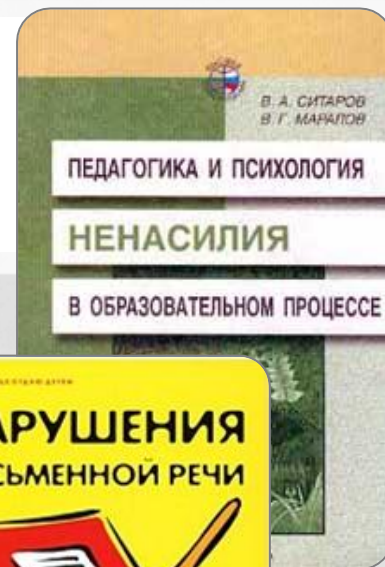 В. А. СИТАРОВ
В. Г. МАРАЛОВ
ПЕДАГОГИКА И ПСИХОЛОГИЯ
НЕНАСИЛИЯ
В ОБРАЗОВАТЕЛЬНОМ ПРОЦЕССЕ
АРУШЕНИЯ
СЬМЕННОЙ РЕЧИ